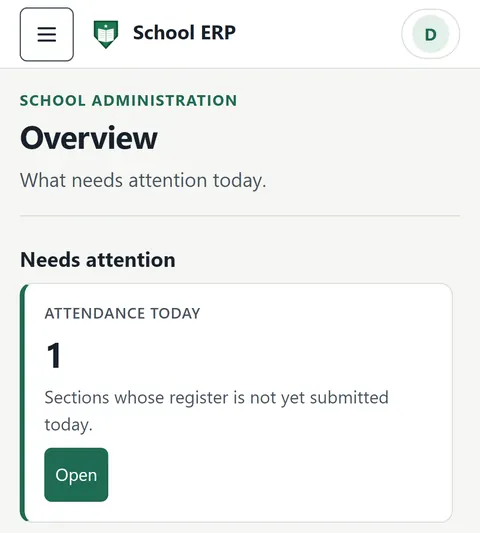 School ERP
D
SCHOOL ADMINISTRATION
Overview
What needs attention today.
Needs attention
ATTENDANCE TODAY
1
Sections whose register is not yet submitted
today.
Open